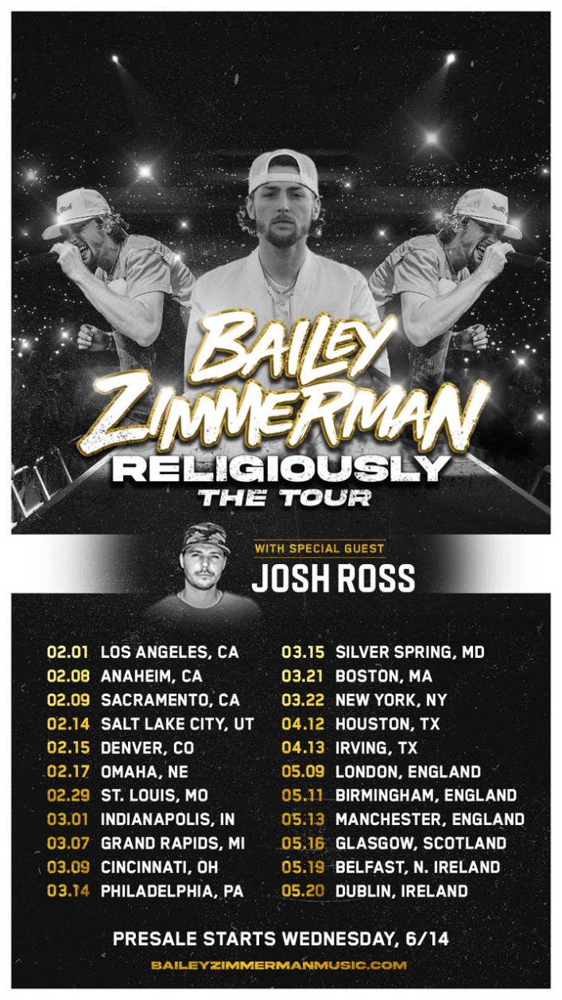 BAILEY
ZIMMERMAN
RELIGIOUSLY
THE TOUR
WITH SPECIAL GUEST
JOSH ROSS
02.01 LOS ANGELES, CA
02.08 ANAHEIM, CA
02.09 SACRAMENTO, CA
02.14 SALT LAKE CITY, UT
02.15 DENVER, CO
02.17 OMAHA, NE
02.29 ST. LOUIS, MO
03.01 INDIANAPOLIS, IN
03.07 GRAND RAPIDS, MI
03.09 CINCINNATI, OH
03.14 PHILADELPHIA, PA
03.15 SILVER SPRING, MD
03.21 BOSTON, MA
03.22 NEW YORK, NY
04.12 HOUSTON, TX
04.13 IRVING, TX
05.09 LONDON, ENGLAND
05.11 BIRMINGHAM, ENGLAND
05.13 MANCHESTER, ENGLAND
05.16 GLASGOW, SCOTLAND
05.19 BELFAST, N. IRELAND
05.20 DUBLIN, IRELAND
PRESALE STARTS WEDNESDAY, 6/14
BAILEYZIMMERMANMUSIC.COM